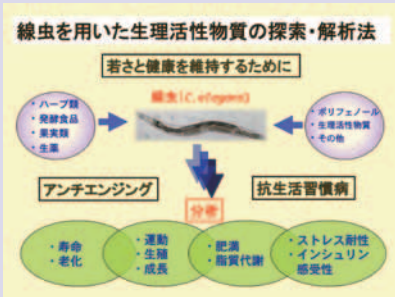 線虫を用いた生理活性物質の探索・解析法
若さと健康を維持するために
線虫(C. elegans)
・ハーブ類
・発酵食品
・果実類
・生薬
・ポリフェノール
・生理活性物質
・その他
アンチエンジング
抗生活習慣病
分析
・寿命
・老化
・運動
・生殖
・成長
・肥満
・脂質代謝
・ストレス耐性
・インシュリン
感受性